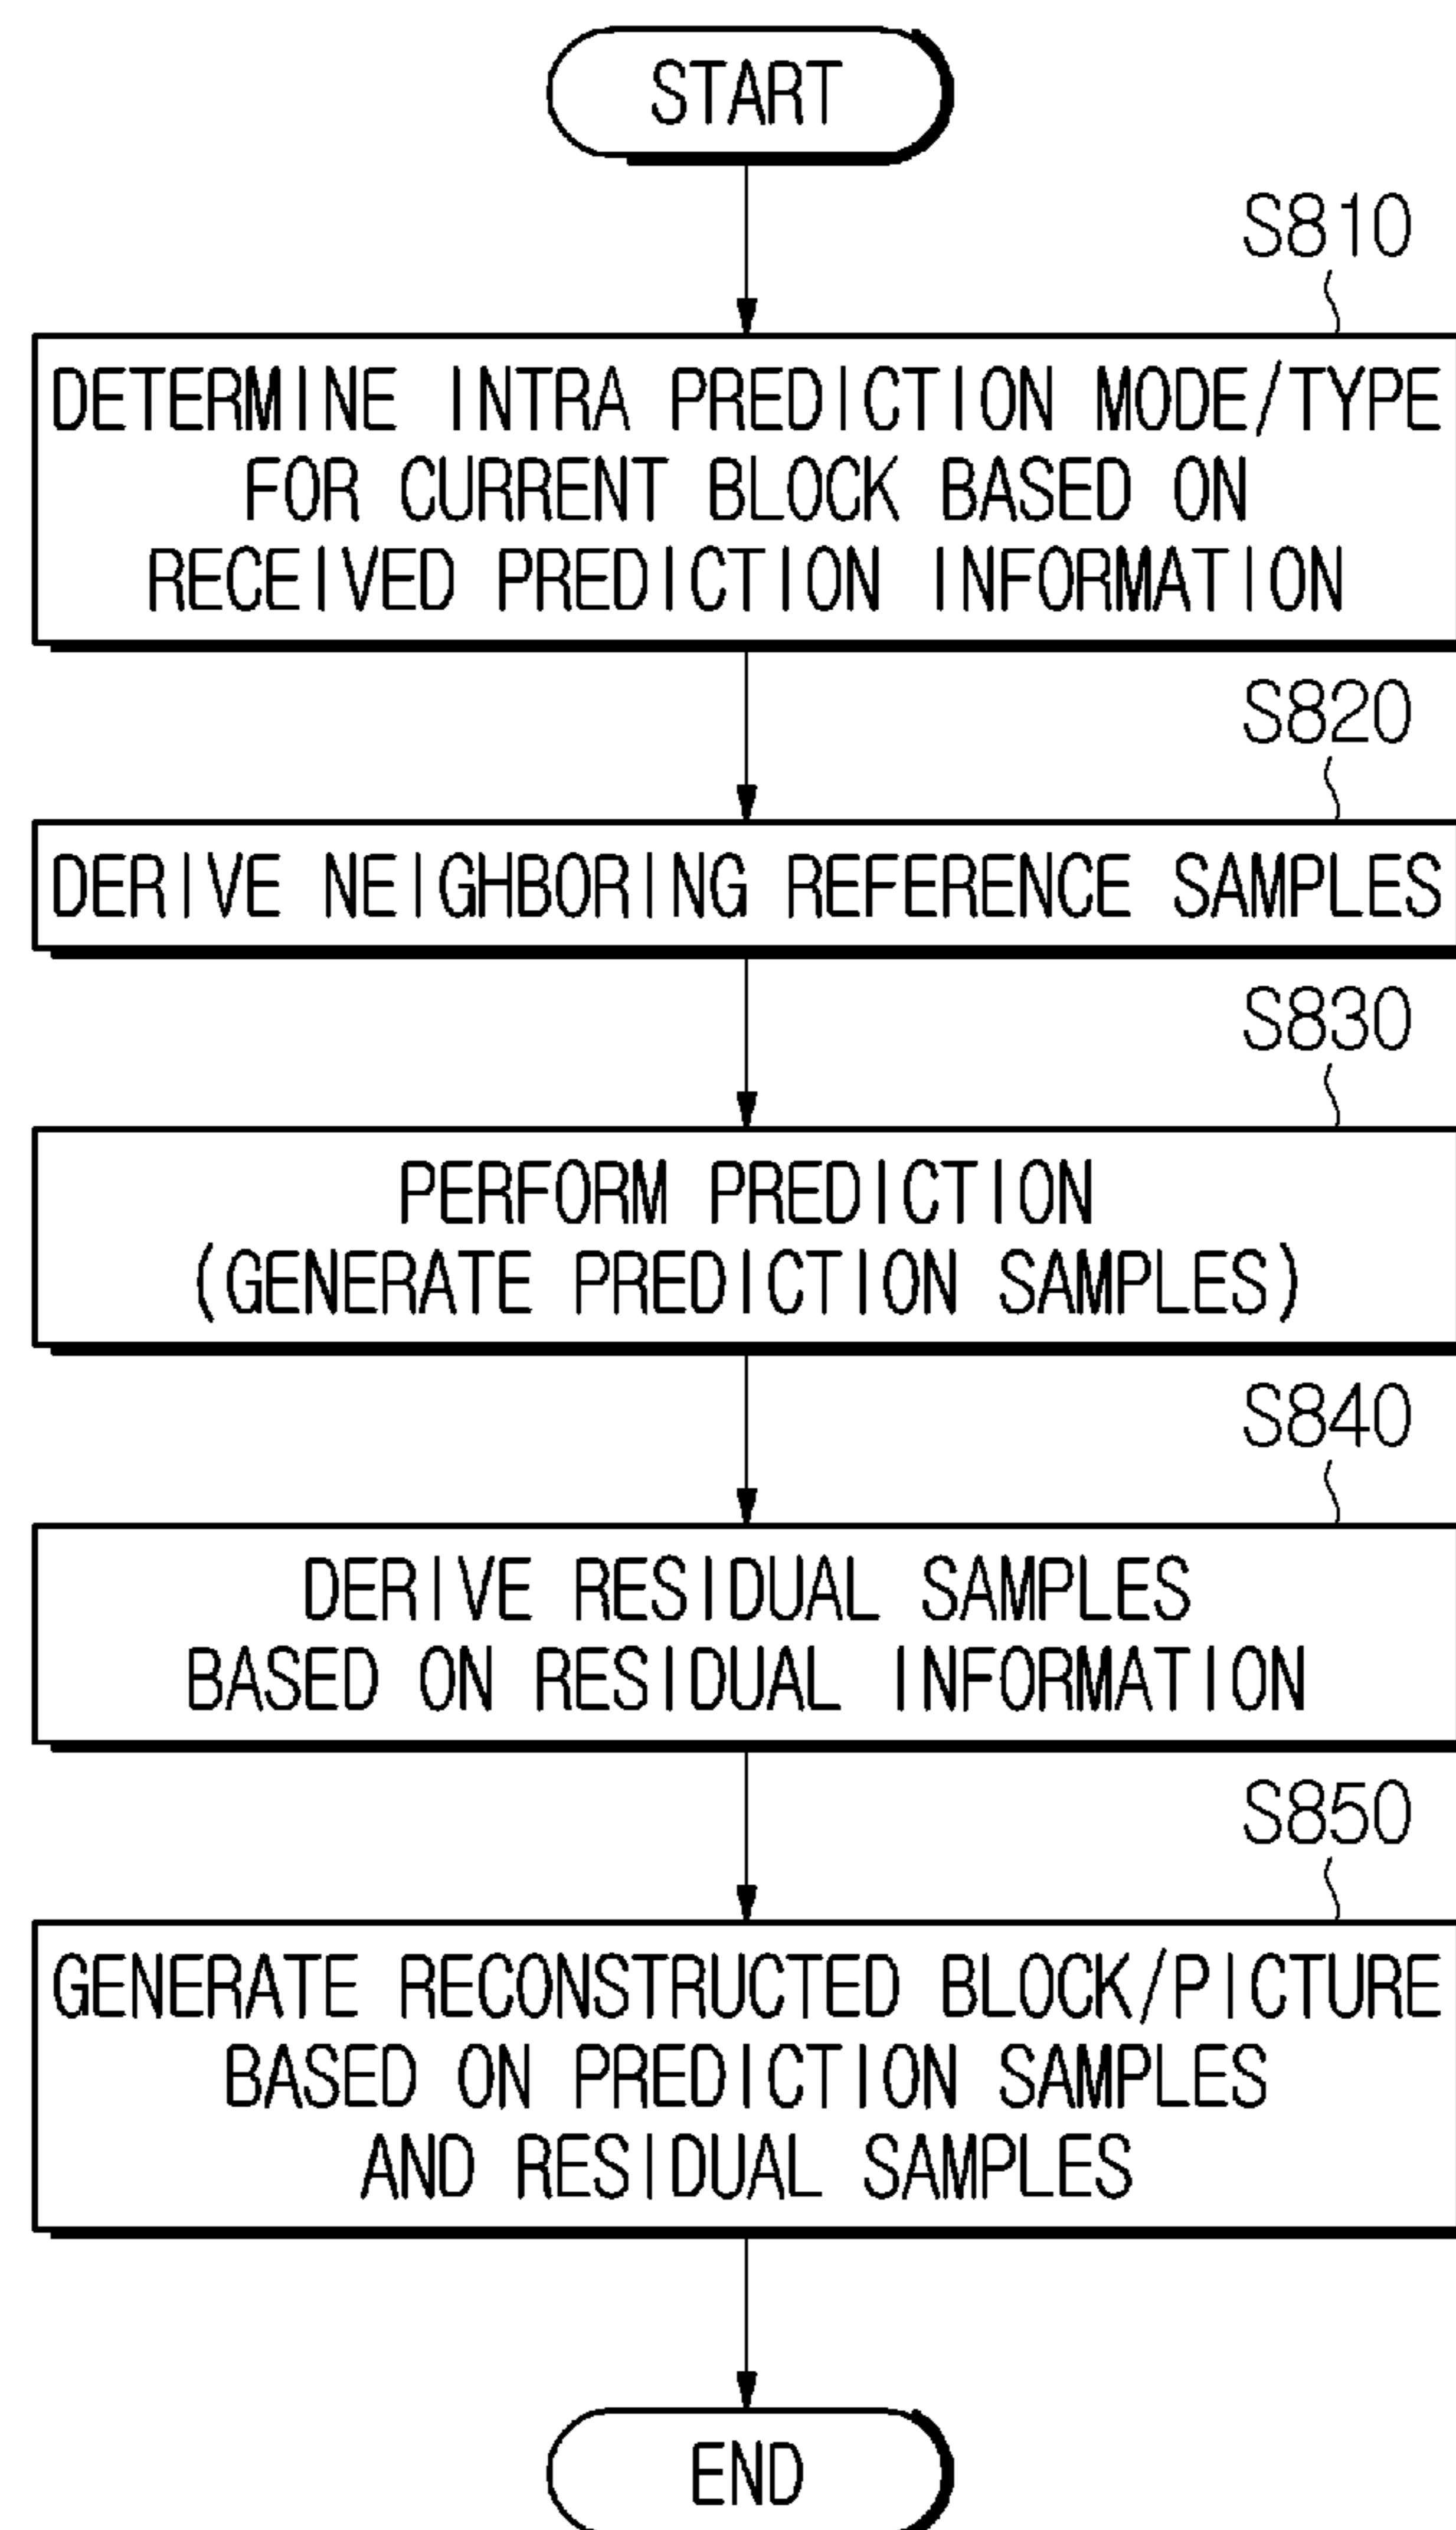 START
S810
DETERMINE INTRA PREDICTION MODE/TYPE
FOR CURRENT BLOCK BASED ON
RECEIVED PREDICTION INFORMATION
S820
DERIVE NEIGHBORING REFERENCE SAMPLES
S830
PERFORM PREDICTION
(GENERATE PREDICTION SAMPLES)
S840
DERIVE RESIDUAL SAMPLES
BASED ON RESIDUAL INFORMATION
S850
GENERATE RECONSTRUCTED BLOCK/PICTURE
BASED ON PREDICTION SAMPLES
AND RESIDUAL SAMPLES
END